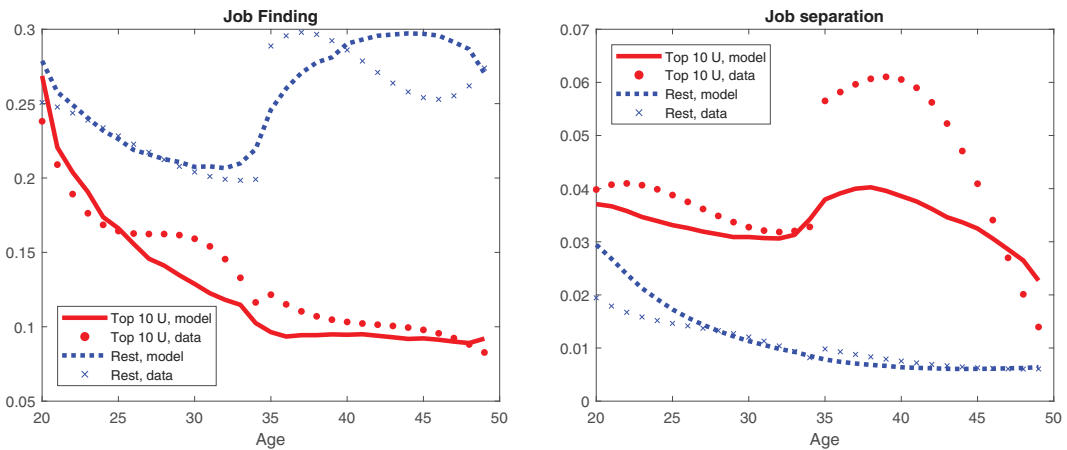 Job Finding
0.3
0.25
0.2
0.15
0.1
0.05
Top 10 U, model
Top 10 U, data
Rest, model
Rest, data
20 25 30 35 40 45 50
Age
Job separation
0.07
0.06
0.05
0.04
0.03
0.02
0.01
0
Top 10 U, model
Top 10 U, data
Rest, model
Rest, data
20 25 30 35 40 45 50
Age